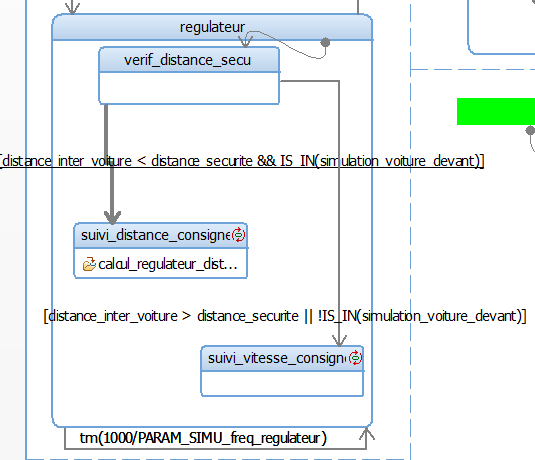 regulateur
verif_distance_secu
[distance_inter_voiture < distance_securite && IS_IN(simulation_voiture_devant)]
suivi_distance_consigne
calcul_regulateur_dist...
[distance_inter_voiture > distance_securite || !IS_IN(simulation_voiture_devant)]
suivi_vitesse_consigne
tm(1000/PARAM_SIMU_freq_regulateur)